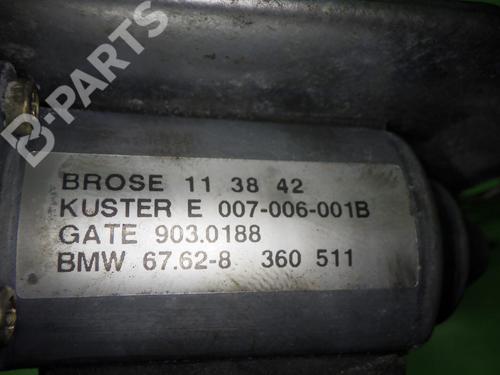 B-PARTS
BROSE 11 38 42
KUSTER E 007-006-001B
GATE 903.0188
BMW 67.62-8 360 511